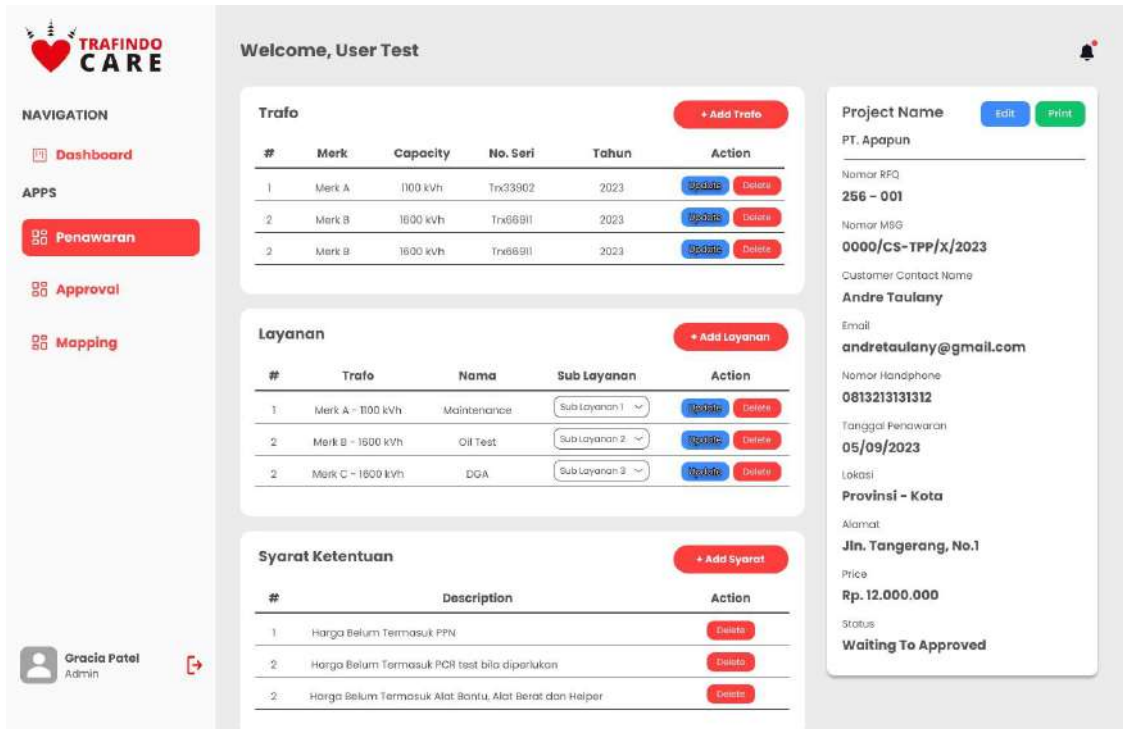 TRAFINDO
CARE
NAVIGATION
Dashboard
APPS
Penawaran
Approval
Mapping
Gracia Patel
Admin
Welcome, User Test
Trafo
+ Add Trafo
# Merk Capacity No. Seri Tahun Action
1 Merk A 1100 kVh Trx33902 2023 Update Delete
2 Merk B 1600 kVh Trx66911 2023 Update Delete
2 Merk B 1600 kVh Trx66911 2023 Update Delete
Layanan
+ Add Layanan
# Trafo Nama Sub Layanan Action
1 Merk A - 1100 kVh Maintenance Sub Layanan 1 Update Delete
2 Merk B - 1600 kVh Oil Test Sub Layanan 2 Update Delete
2 Merk C - 1600 kVh DGA Sub Layanan 3 Update Delete
Syarat Ketentuan
+ Add Syarat
# Description Action
1 Harga Belum Termasuk PPN Delete
2 Harga Belum Termasuk PCR test bila diperlukan Delete
2 Harga Belum Termasuk Alat Bantu, Alat Berat dan Helper Delete
Project Name
Edit Print
PT. Apapun
Nomor RFQ
256 - 001
Nomor MSG
0000/CS-TPP/X/2023
Customer Contact Name
Andre Taulany
Email
andretaulany@gmail.com
Nomor Handphone
0813213131312
Tanggal Penawaran
05/09/2023
Lokasi
Provinsi - Kota
Alamat
Jln. Tangerang, No.1
Price
Rp. 12.000.000
Status
Waiting To Approved